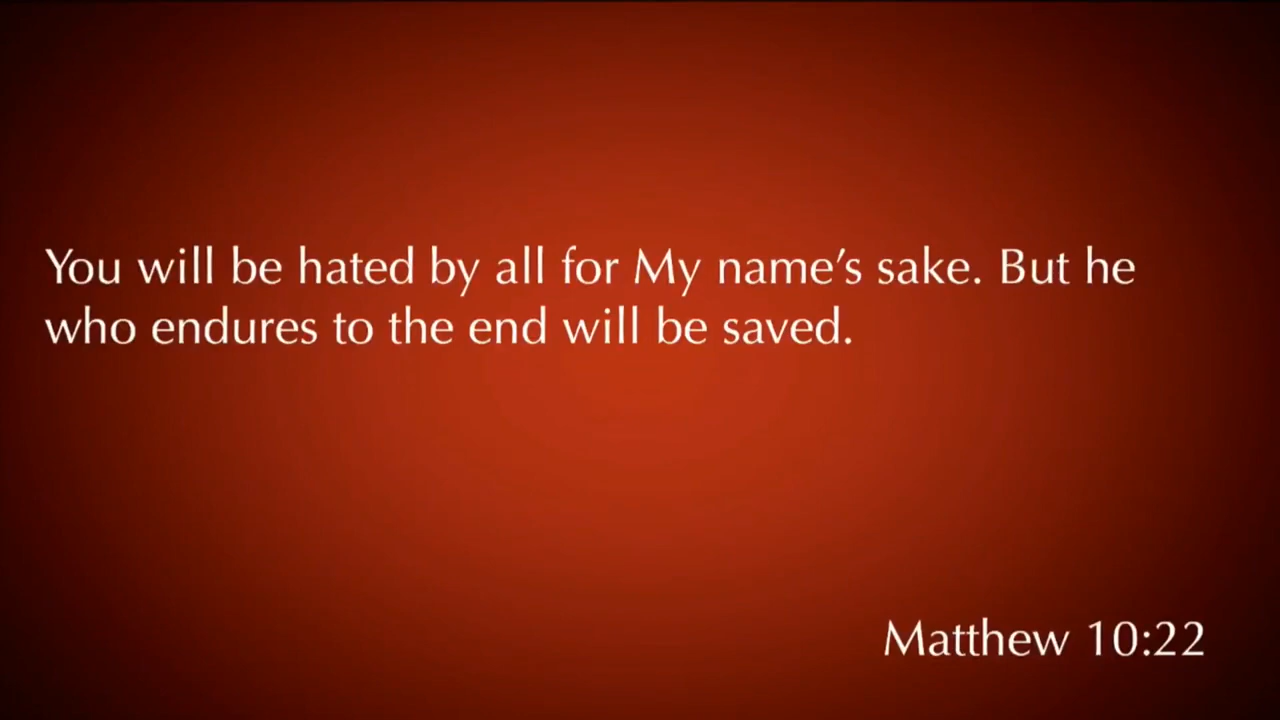 You will be hated by all for My name’s sake. But he
who endures to the end will be saved.
Matthew 10:22